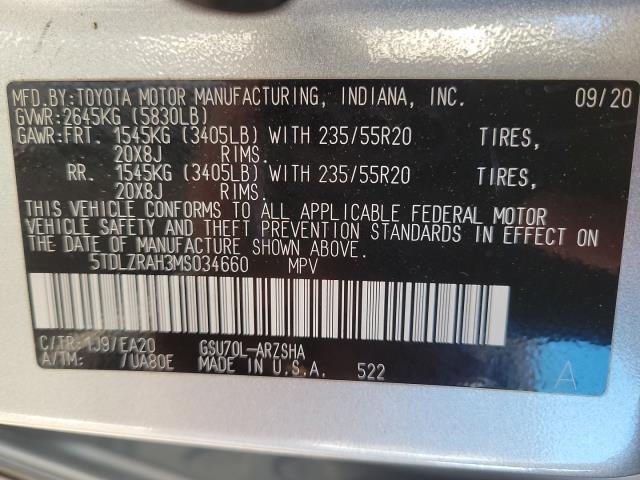 MFD.BY:TOYOTA MOTOR MANUFACTURING, INDIANA, INC. 09/20
GVWR:2645KG (5830LB)
GAWR:FRT. 1545KG (3405LB) WITH 235/55R20 TIRES,
20X8J RIMS.
RR. 1545KG (3405LB) WITH 235/55R20 TIRES,
20X8J RIMS.
THIS VEHICLE CONFORMS TO ALL APPLICABLE FEDERAL MOTOR
VEHICLE SAFETY AND THEFT PREVENTION STANDARDS IN EFFECT ON
THE DATE OF MANUFACTURE SHOWN ABOVE.
5TDLZRAH3MS034660 MPV
C/TR:1J9/EA20 GSU70L-ARZSHA
A/TM: /UA80E MADE IN U.S.A. 522 A